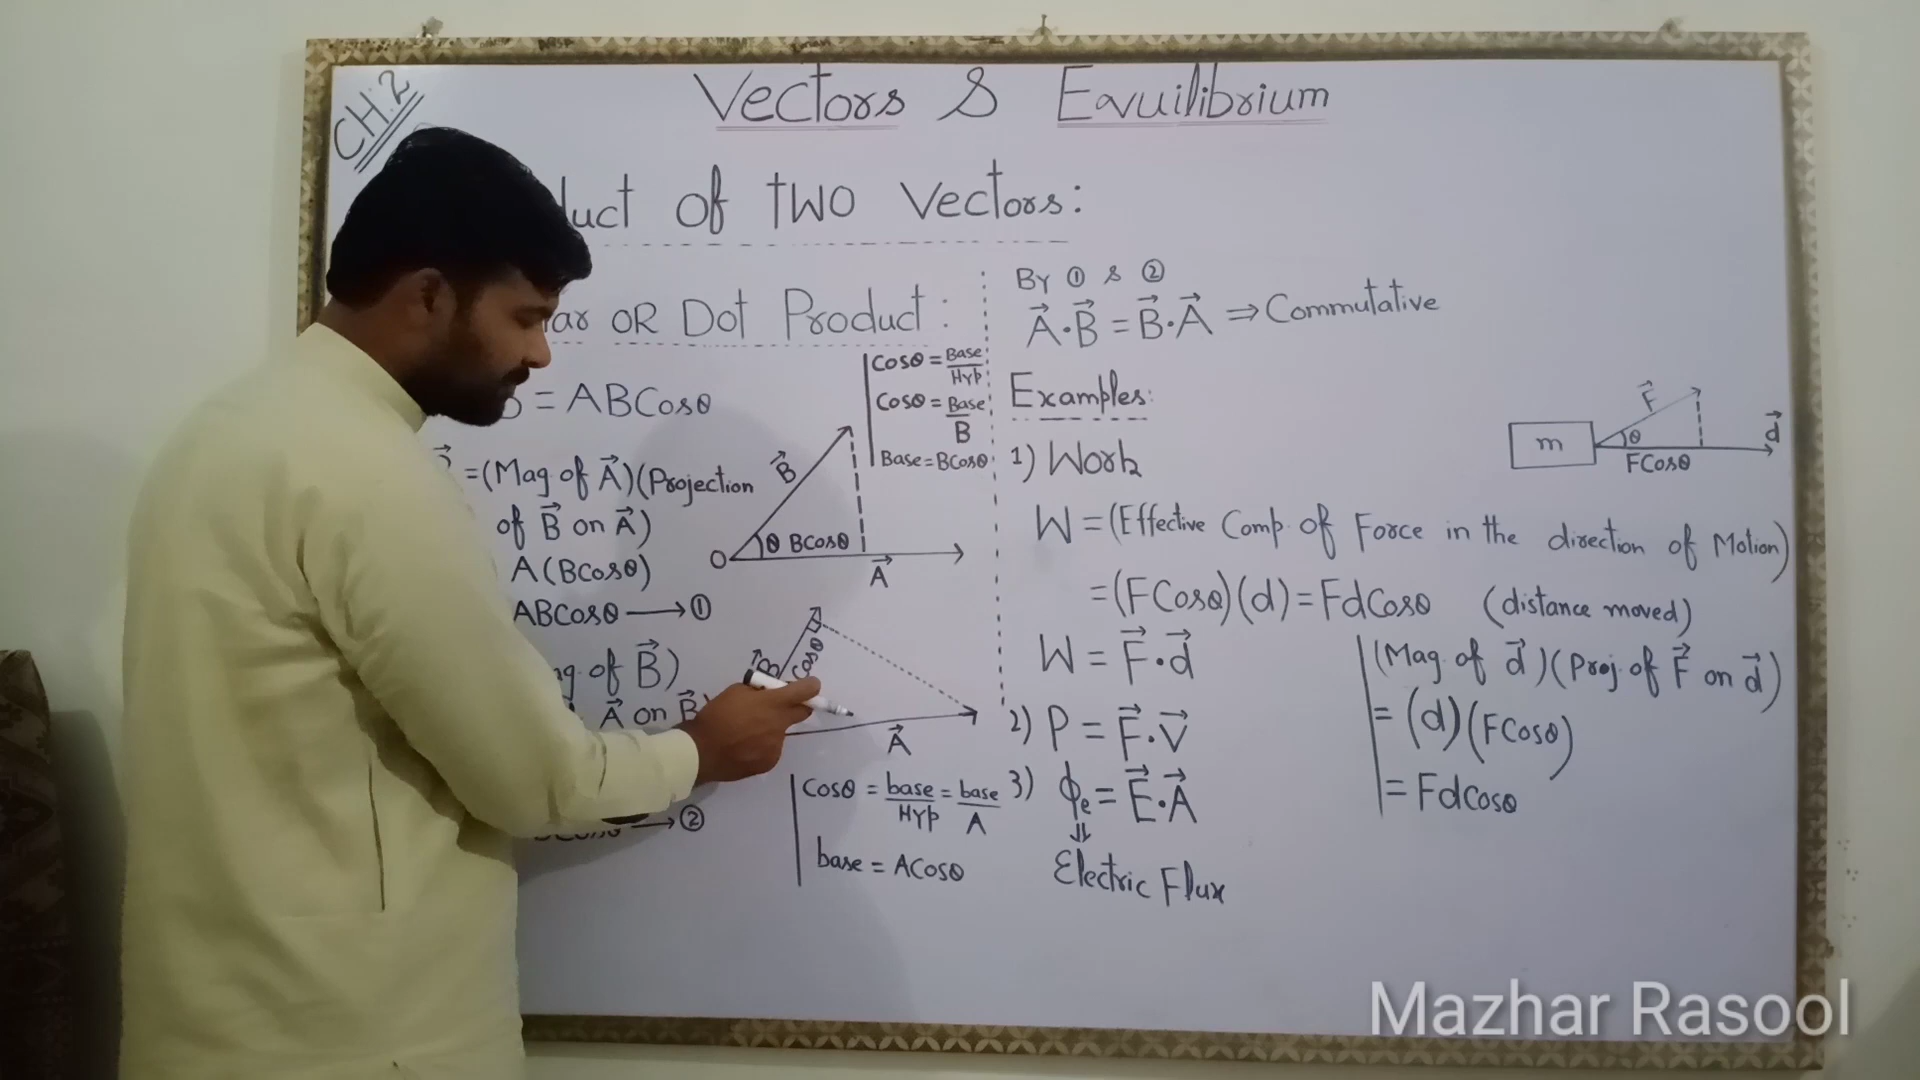 CH:2
Vectors & Eqvuilibrium
duct of two Vectors:
ar OR Dot Product:
= ABCosθ
= (Mag of A⃗)(Projection
of B⃗ on A⃗)
A(BCosθ)
ABCosθ ⟶ ①
g of B⃗)
A⃗ on B⃗)
⟶ ②
Cosθ = Base/Hyp
Cosθ = Base/B
Base = BCosθ
B⃗
O θ BCosθ
A⃗
B⃗
Cosθ
A⃗
Cosθ = base/Hyp = base/A
base = ACosθ
By ① & ②
A⃗·B⃗ = B⃗·A⃗ ⇒ Commutative
Examples:
1) Work
W = (Effective Comp. of Force in the direction of Motion)
= (FCosθ)(d) = FdCosθ (distance moved)
W = F⃗·d⃗
2) P = F⃗·V⃗
3) ϕe = E⃗·A⃗
⇓
Electric Flux
F⃗
m θ d⃗
FCosθ
(Mag. of d⃗)(Proj. of F⃗ on d⃗)
= (d)(FCosθ)
= FdCosθ
Mazhar Rasool